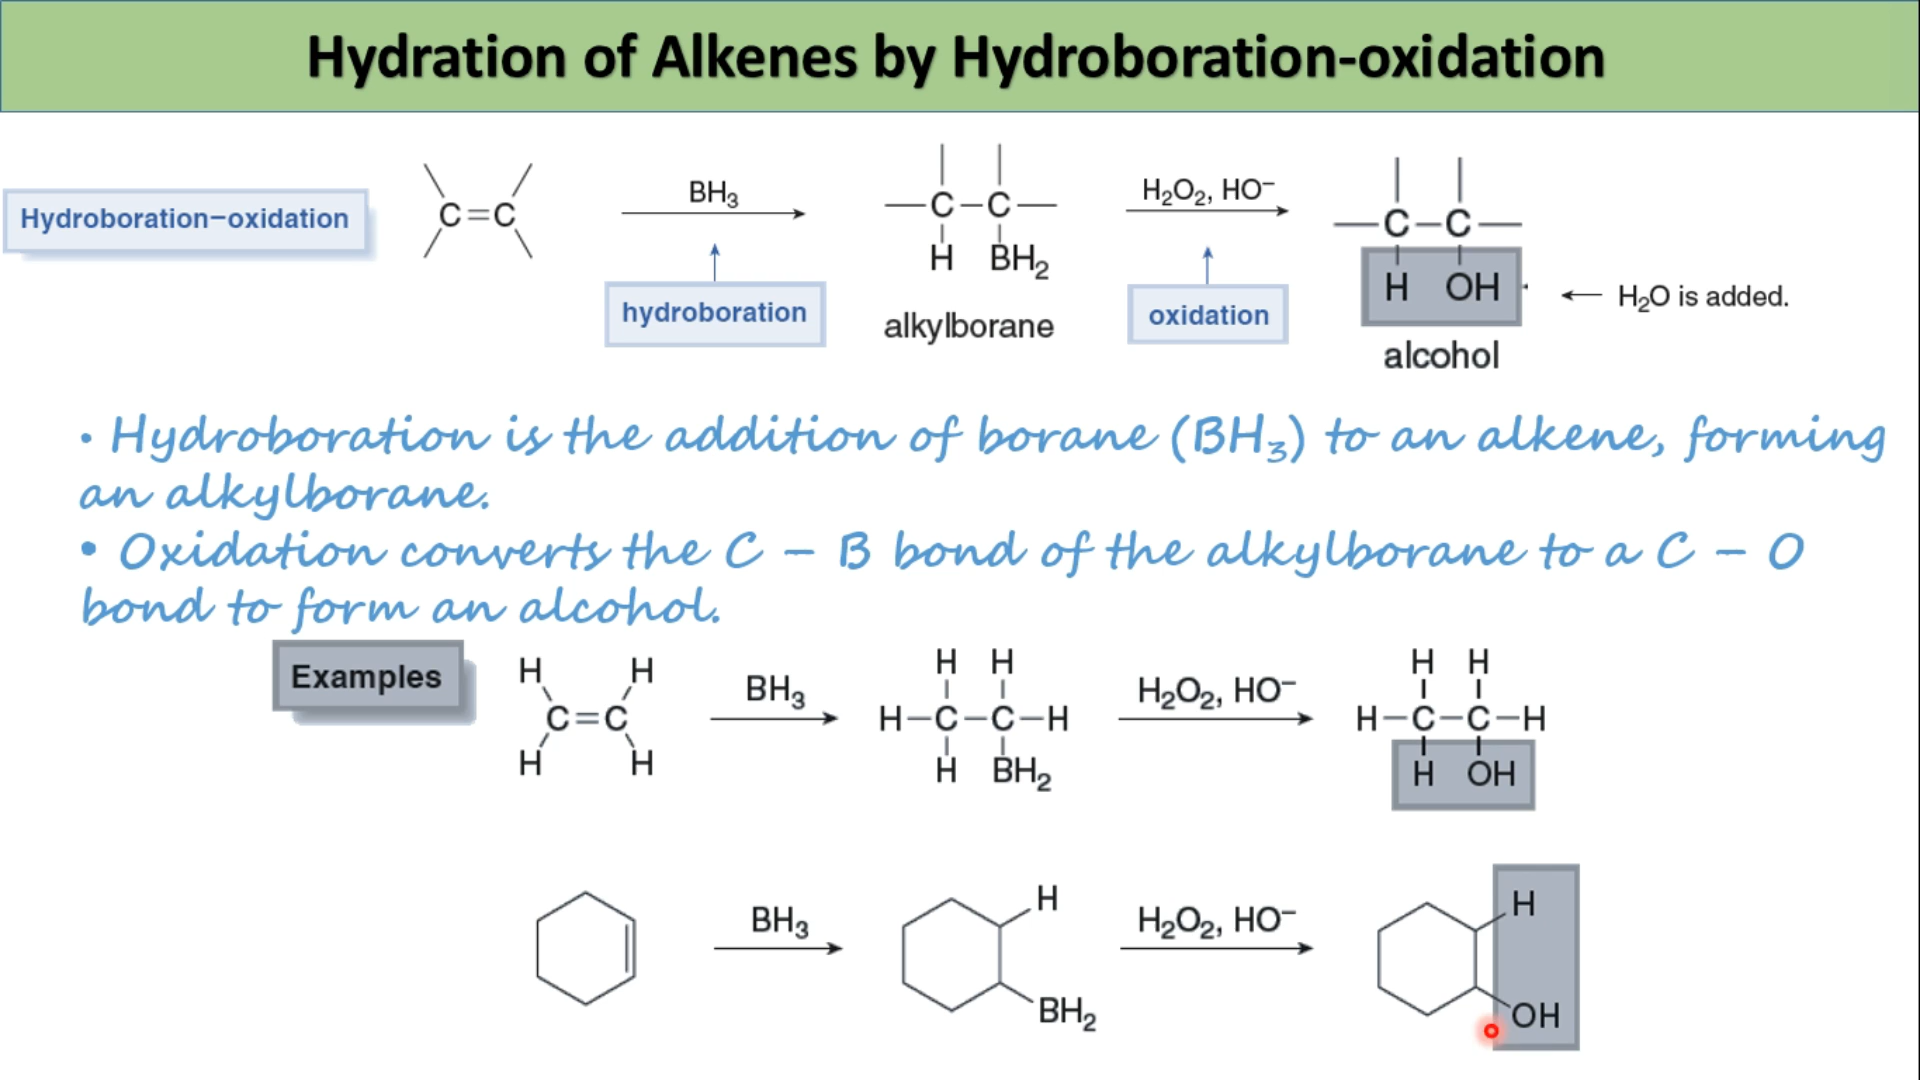 Hydration of Alkenes by Hydroboration-oxidation
Hydroboration–oxidation
C=C
BH₃
hydroboration
—C–C—
H BH₂
alkylborane
H₂O₂, HO⁻
oxidation
—C–C—
H OH
alcohol
← H₂O is added.
• Hydroboration is the addition of borane (BH₃) to an alkene, forming
an alkylborane.
• Oxidation converts the C – B bond of the alkylborane to a C – O
bond to form an alcohol.
Examples
H H
C=C
H H
BH₃
H H
H–C–C–H
H BH₂
H₂O₂, HO⁻
H H
H–C–C–H
H OH
BH₃
H
BH₂
H₂O₂, HO⁻
H
OH